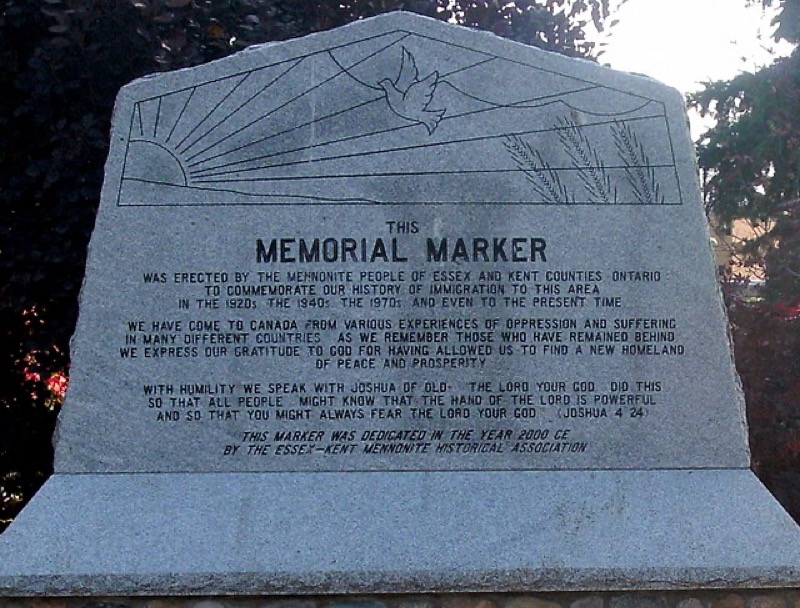 THIS
MEMORIAL MARKER
WAS ERECTED BY THE MENNONITE PEOPLE OF ESSEX AND KENT COUNTIES ONTARIO
TO COMMEMORATE OUR HISTORY OF IMMIGRATION TO THIS AREA
IN THE 1920s, THE 1940s, THE 1970s AND EVEN TO THE PRESENT TIME
WE HAVE COME TO CANADA FROM VARIOUS EXPERIENCES OF OPPRESSION AND SUFFERING
IN MANY DIFFERENT COUNTRIES. AS WE REMEMBER THOSE WHO HAVE REMAINED BEHIND
WE EXPRESS OUR GRATITUDE TO GOD FOR HAVING ALLOWED US TO FIND A NEW HOMELAND
OF PEACE AND PROSPERITY
WITH HUMILITY WE SPEAK WITH JOSHUA OF OLD: THE LORD YOUR GOD DID THIS
SO THAT ALL PEOPLE MIGHT KNOW THAT THE HAND OF THE LORD IS POWERFUL
AND SO THAT YOU MIGHT ALWAYS FEAR THE LORD YOUR GOD (JOSHUA 4 24)
THIS MARKER WAS DEDICATED IN THE YEAR 2000 CE
BY THE ESSEX-KENT MENNONITE HISTORICAL ASSOCIATION